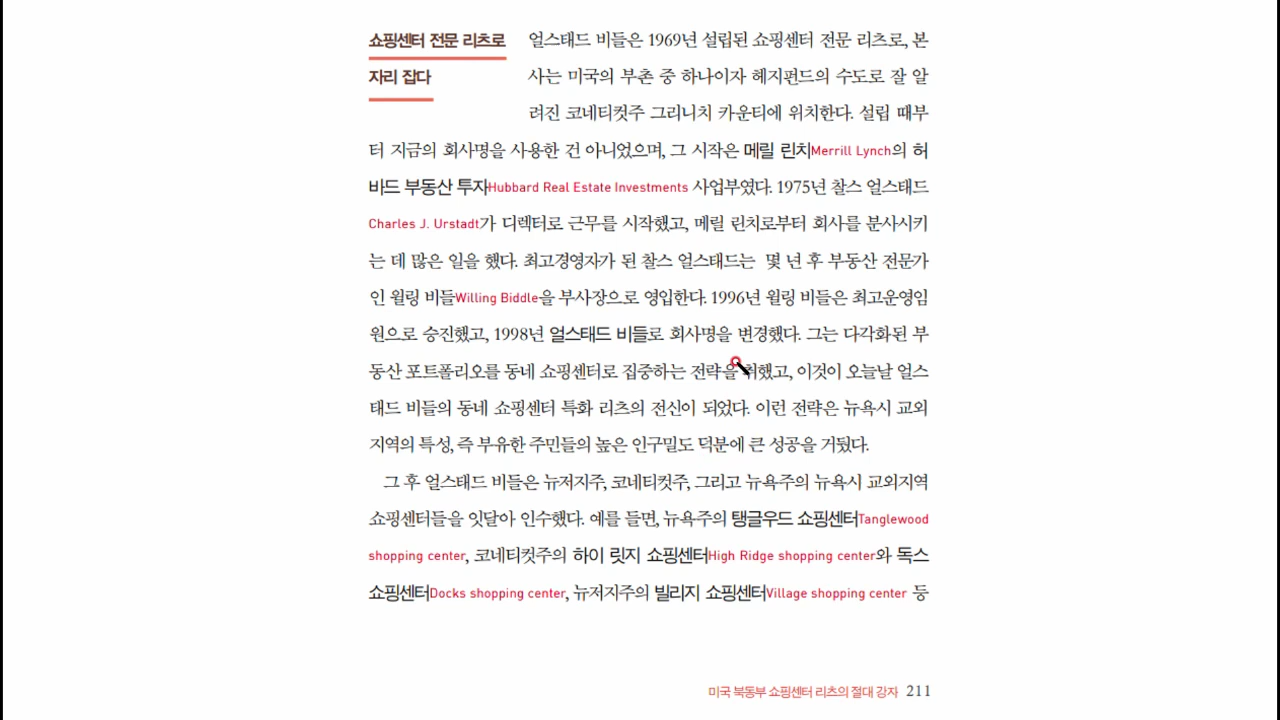 쇼핑센터 전문 리츠로
자리 잡다
얼스태드 비들은 1969년 설립된 쇼핑센터 전문 리츠로, 본
사는 미국의 부촌 중 하나이자 헤지펀드의 수도로 잘 알
려진 코네티컷주 그리니치 카운티에 위치한다. 설립 때부
터 지금의 회사명을 사용한 건 아니었으며, 그 시작은 메릴 린치Merrill Lynch의 허
바드 부동산 투자Hubbard Real Estate Investments 사업부였다. 1975년 찰스 얼스태드
Charles J. Urstadt가 디렉터로 근무를 시작했고, 메릴 린치로부터 회사를 분사시키
는 데 많은 일을 했다. 최고경영자가 된 찰스 얼스태드는 몇 년 후 부동산 전문가
인 윌링 비들Willing Biddle을 부사장으로 영입한다. 1996년 윌링 비들은 최고운영임
원으로 승진했고, 1998년 얼스태드 비들로 회사명을 변경했다. 그는 다각화된 부
동산 포트폴리오를 동네 쇼핑센터로 집중하는 전략을 취했고, 이것이 오늘날 얼스
태드 비들의 동네 쇼핑센터 특화 리츠의 전신이 되었다. 이런 전략은 뉴욕시 교외
지역의 특성, 즉 부유한 주민들의 높은 인구밀도 덕분에 큰 성공을 거뒀다.
그 후 얼스태드 비들은 뉴저지주, 코네티컷주, 그리고 뉴욕주의 뉴욕시 교외지역
쇼핑센터들을 잇달아 인수했다. 예를 들면, 뉴욕주의 탱글우드 쇼핑센터Tanglewood
shopping center, 코네티컷주의 하이 릿지 쇼핑센터High Ridge shopping center와 독스
쇼핑센터Docks shopping center, 뉴저지주의 빌리지 쇼핑센터Village shopping center 등
미국 북동부 쇼핑센터 리츠의 절대 강자 211